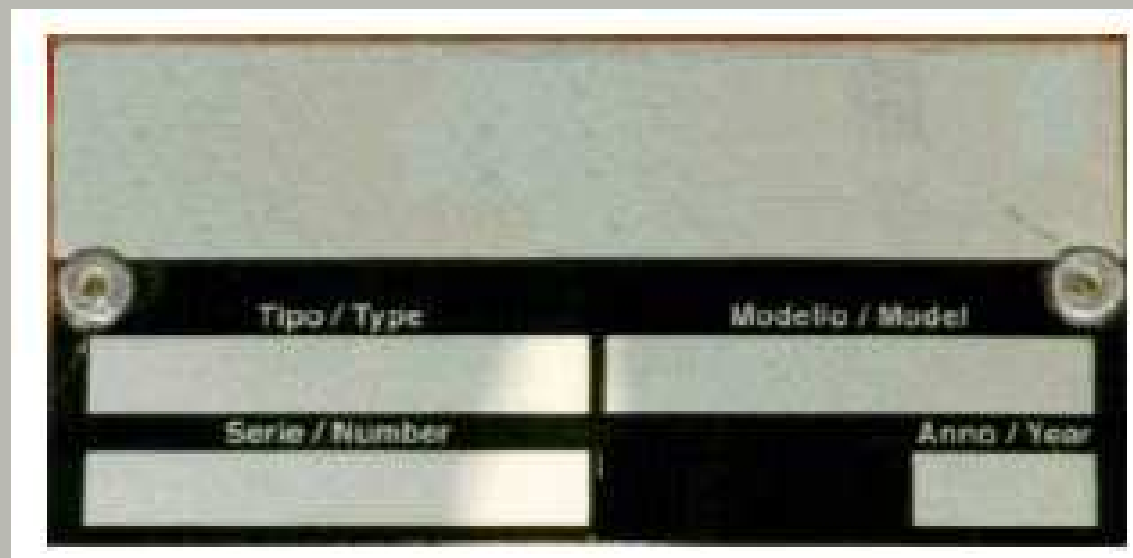 Tipo / Type
Modello / Model
Serie / Number
Anno / Year